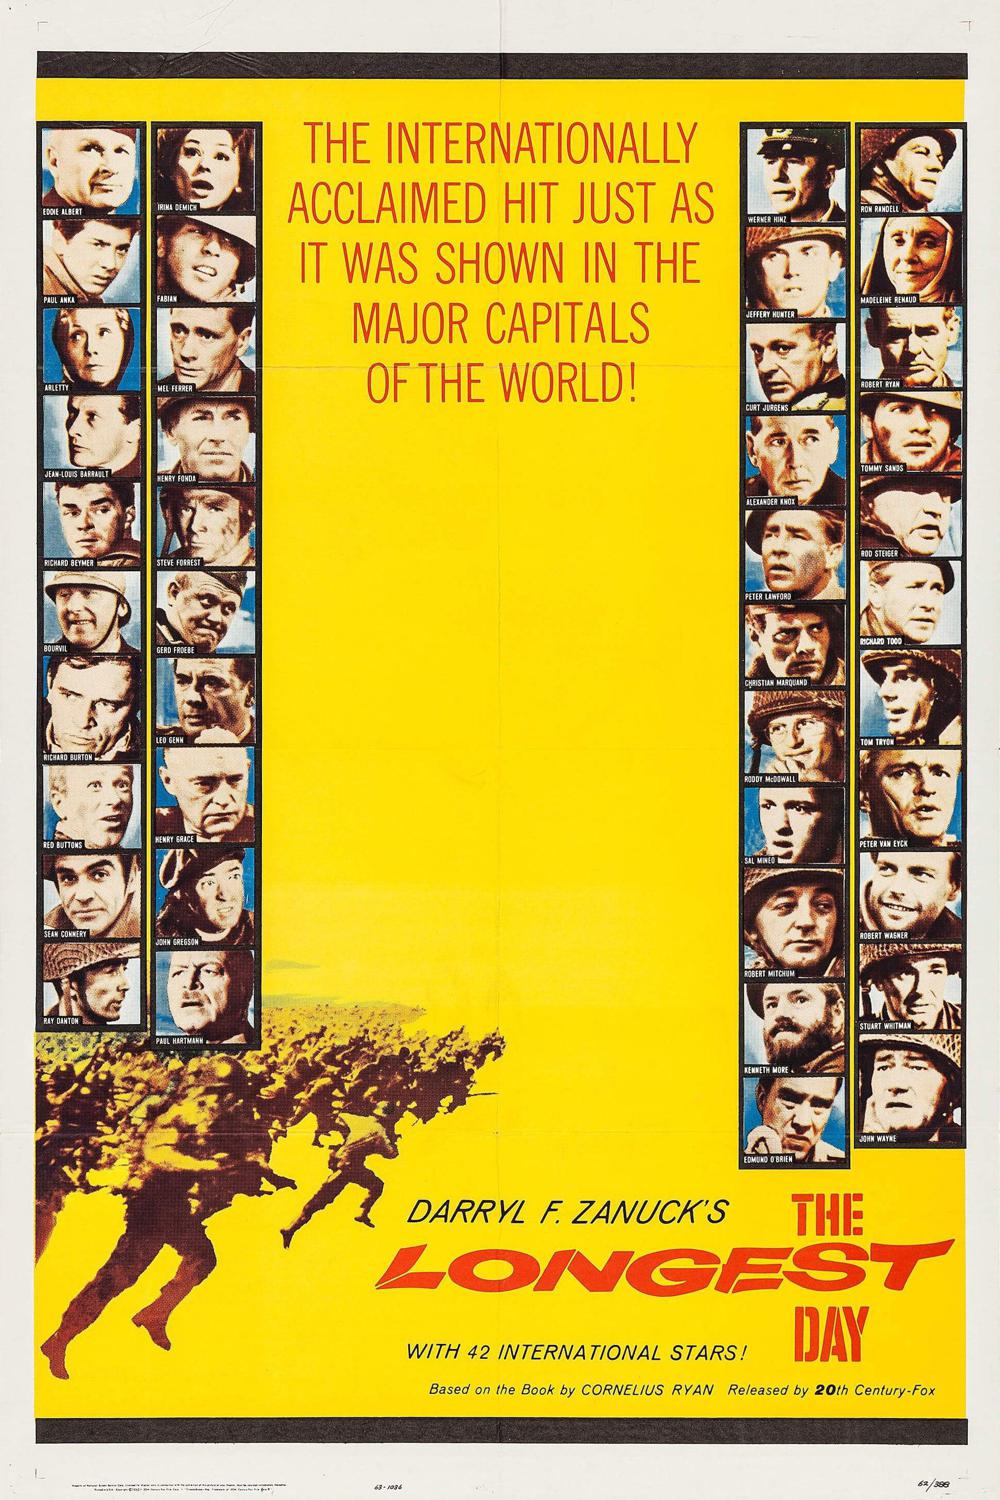 THE INTERNATIONALLY
ACCLAIMED HIT JUST AS
IT WAS SHOWN IN THE
MAJOR CAPITALS
OF THE WORLD!
EDDIE ALBERT
PAUL ANKA
ARLETTY
JEAN-LOUIS BARRAULT
RICHARD BEYMER
BOURVIL
RICHARD BURTON
RED BUTTONS
SEAN CONNERY
RAY DANTON
IRINA DEMICH
FABIAN
MEL FERRER
HENRY FONDA
STEVE FORREST
GERD FROEBE
LEO GENN
HENRY GRACE
JOHN GREGSON
PAUL HARTMANN
WERNER HINZ
JEFFERY HUNTER
CURT JURGENS
ALEXANDER KNOX
PETER LAWFORD
CHRISTIAN MARQUAND
RODDY McDOWALL
SAL MINEO
ROBERT MITCHUM
KENNETH MORE
EDMUND O'BRIEN
RON RANDELL
MADELEINE RENAUD
ROBERT RYAN
TOMMY SANDS
ROD STEIGER
RICHARD TODD
TOM TRYON
PETER VAN EYCK
ROBERT WAGNER
STUART WHITMAN
JOHN WAYNE
DARRYL F. ZANUCK'S
THE
LONGEST
DAY
WITH 42 INTERNATIONAL STARS!
Based on the Book by CORNELIUS RYAN Released by 20th Century-Fox
63-1036
62/388